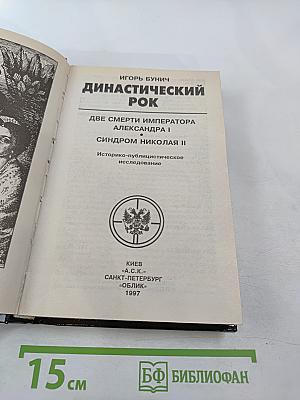 ИГОРЬ БУНИЧ
ДИНАСТИЧЕСКИЙ
РОК
ДВЕ СМЕРТИ ИМПЕРАТОРА
АЛЕКСАНДРА I
•
СИНДРОМ НИКОЛАЯ II
Историко-публицистическое
исследование
КИЕВ
«А.С.К.»
САНКТ-ПЕТЕРБУРГ
«ОБЛИК»
1997
15 см
БФ БИБЛИОФАН